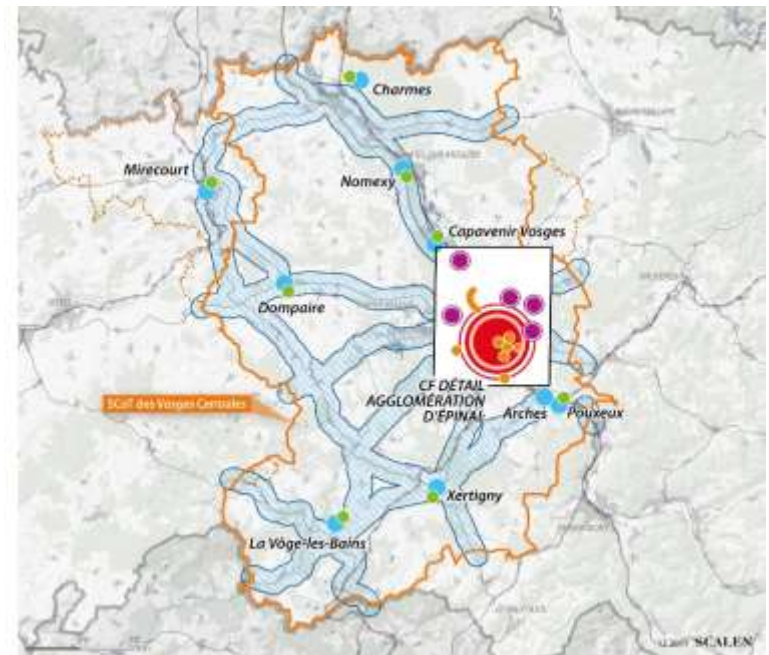 Charmes
Mirecourt
Nomexy
Capavenir Vosges
Dompaire
CF DÉTAIL
AGGLOMÉRATION
D'ÉPINAL
SCoT des Vosges Centrales
Arches
Pouxeux
Xertigny
La Vôge-les-Bains
SCALEN